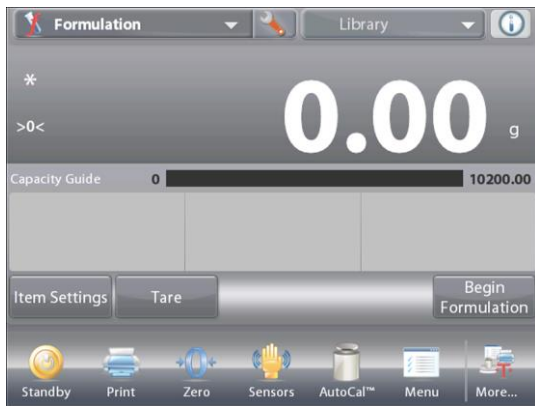 Formulation
Library
*
>0<
0.00 g
Capacity Guide 0 10200.00
Item Settings
Tare
Begin
Formulation
Standby
Print
Zero
Sensors
AutoCal™
Menu
More...